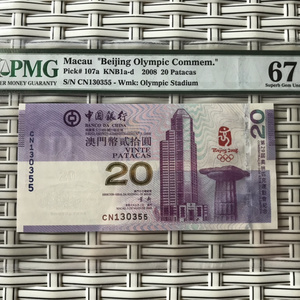 PMG
PAPER MONEY GUARANTY
Macau "Beijing Olympic Commem."
Pick# 107a KNB1a-d 2008 20 Patacas
S/N CN130355 - Wmk: Olympic Stadium
67
Superb Gem Unc
中國銀行
BANCO DA CHINA
澳門幣貳拾圓
VINTE
PATACAS
20
CN130355
CN130355
Beijing 2008
20